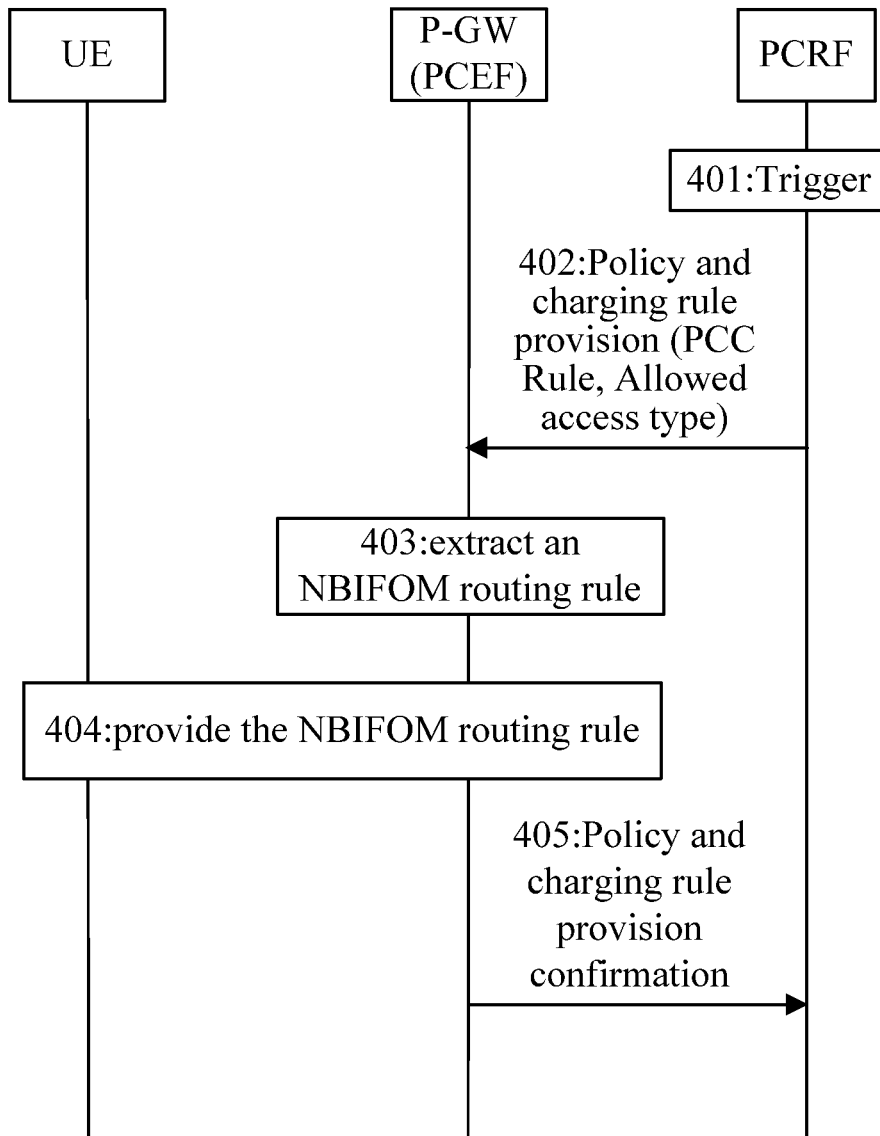 UE
P-GW
(PCEF)
PCRF
401:Trigger
402:Policy and
charging rule
provision (PCC
Rule, Allowed
access type)
403:extract an
NBIFOM routing rule
404:provide the NBIFOM routing rule
405:Policy and
charging rule
provision
confirmation